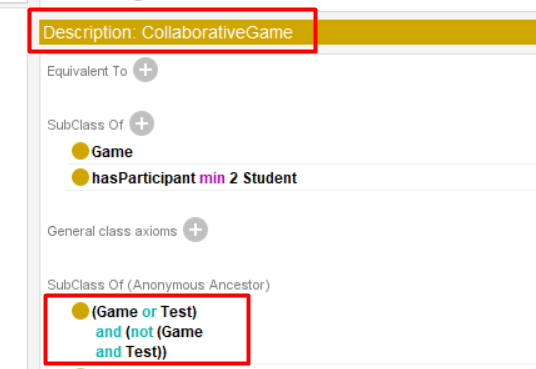 Description: CollaborativeGame
Equivalent To
SubClass Of
Game
hasParticipant min 2 Student
General class axioms
SubClass Of (Anonymous Ancestor)
(Game or Test)
and (not (Game
and Test))